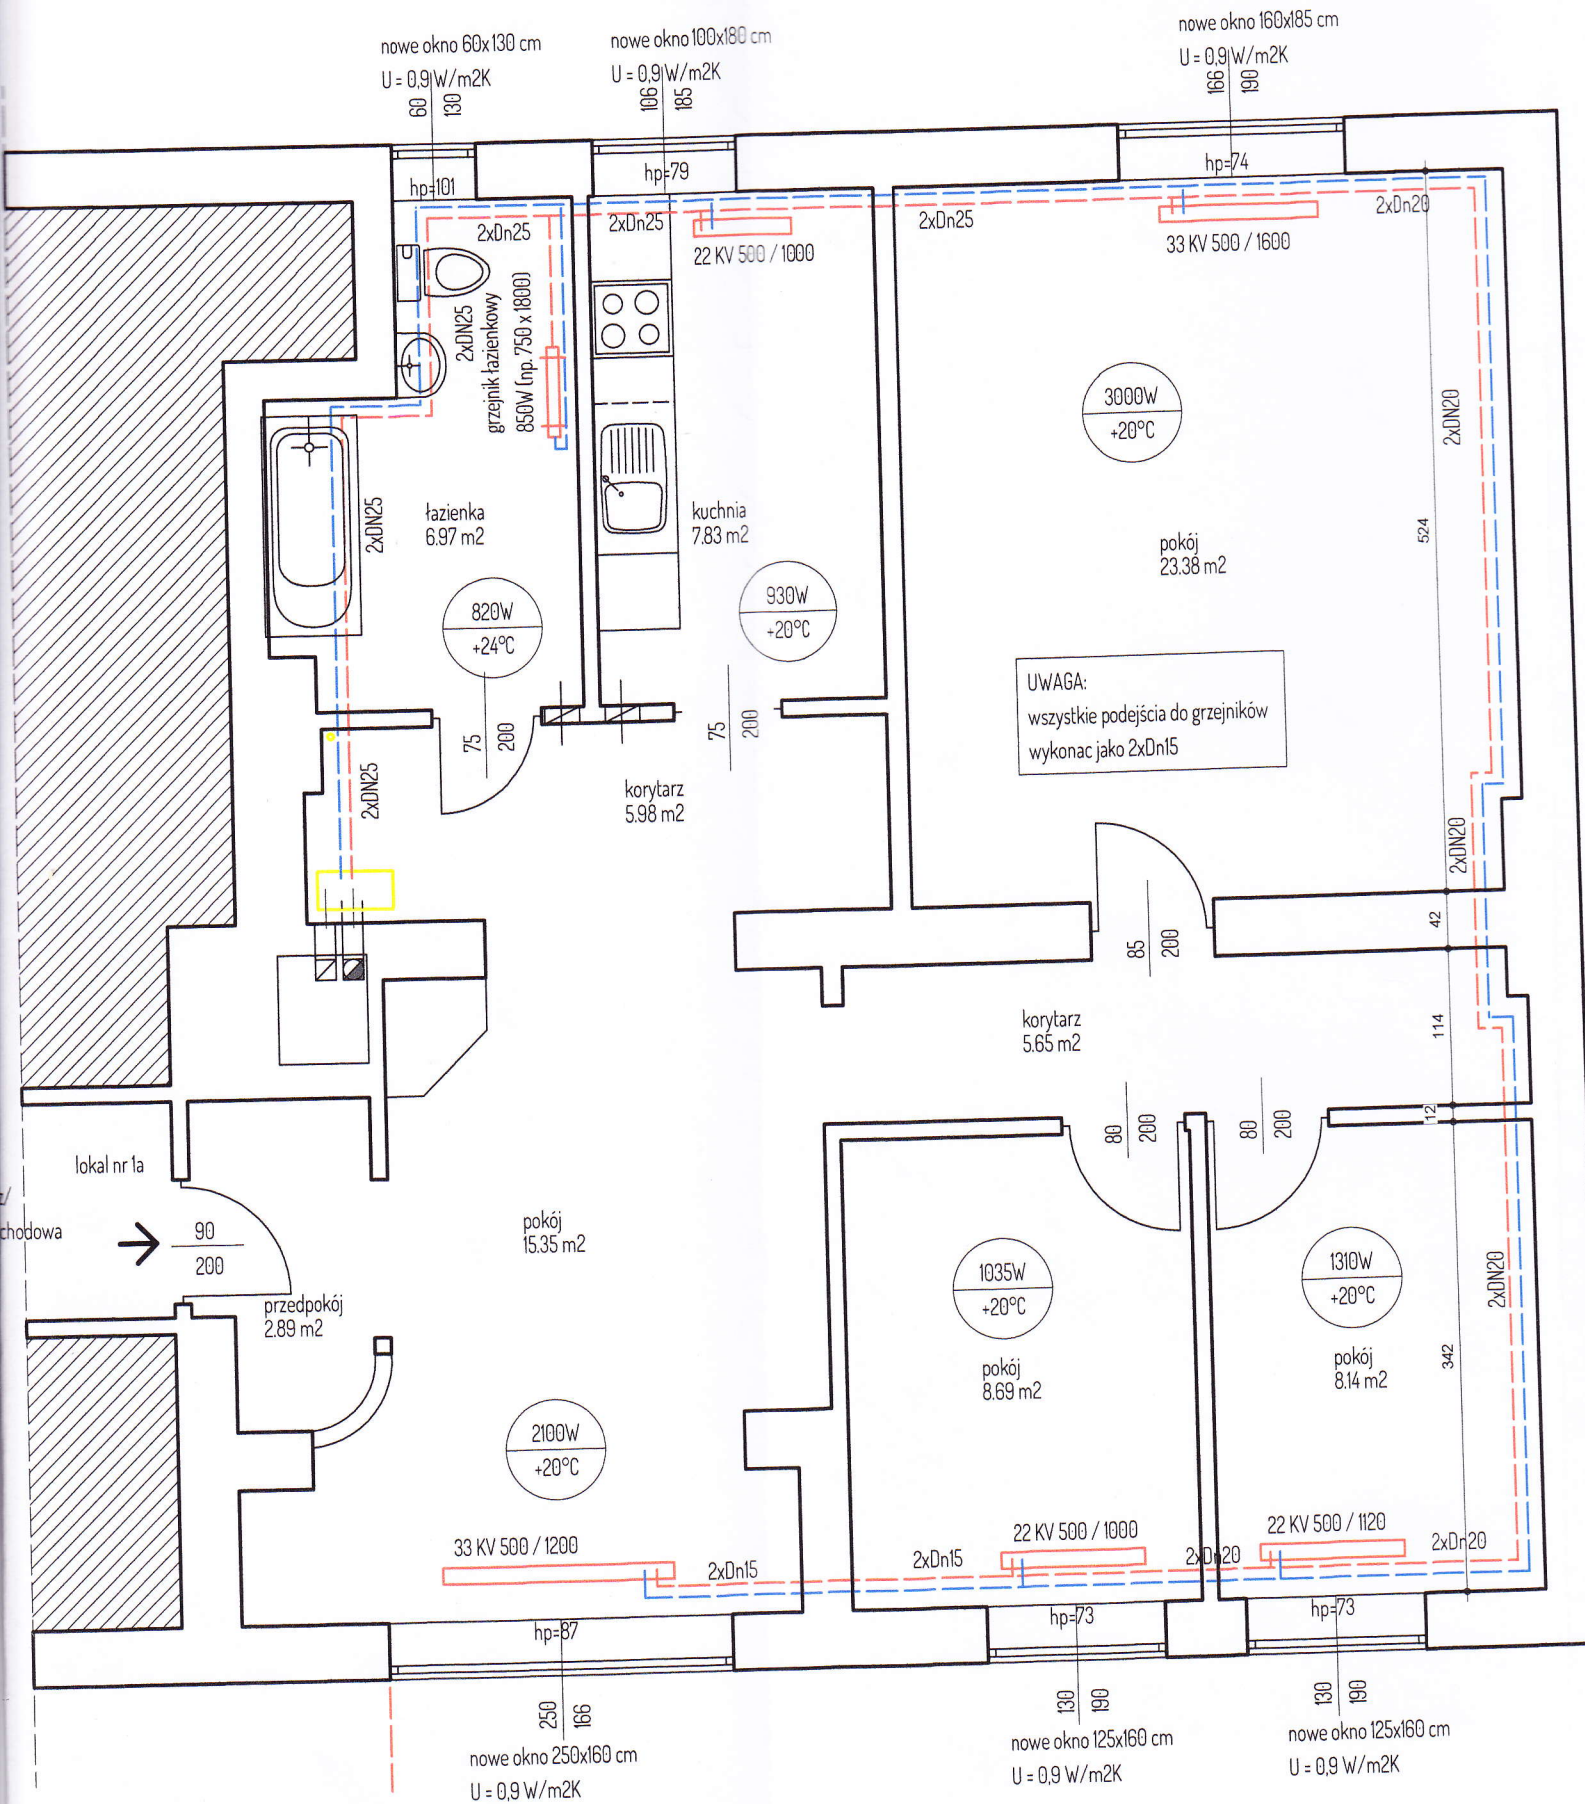 nowe okno 60x130 cm
U = 0,9 W/m2K
60
130
nowe okno 100x180 cm
U = 0,9 W/m2K
106
185
nowe okno 160x185 cm
U = 0,9 W/m2K
166
190
hp=101
hp=79
hp=74
2xDn25
2xDn25
22 KV 500 / 1000
2xDn25
33 KV 500 / 1600
2xDn20
2xDN25
grzejnik łazienkowy
850W (np. 750 x 1800)
3000W
+20°C
2xDN20
2xDN25
łazienka
6.97 m2
kuchnia
7.83 m2
pokój
23.38 m2
524
820W
+24°C
930W
+20°C
UWAGA:
wszystkie podejścia do grzejników
wykonac jako 2xDn15
75
200
75
200
2xDN25
korytarz
5.98 m2
2xDN20
85
200
42
korytarz
5.65 m2
114
80
200
80
200
12
lokal nr 1a
chodowa
90
200
przedpokój
2.89 m2
pokój
15.35 m2
1035W
+20°C
pokój
8.69 m2
1310W
+20°C
pokój
8.14 m2
2xDN20
342
2100W
+20°C
33 KV 500 / 1200
2xDn15
2xDn15
22 KV 500 / 1000
2xDn20
22 KV 500 / 1120
2xDn20
hp=87
hp=73
hp=73
250
166
nowe okno 250x160 cm
U = 0,9 W/m2K
130
190
nowe okno 125x160 cm
U = 0,9 W/m2K
130
190
nowe okno 125x160 cm
U = 0,9 W/m2K